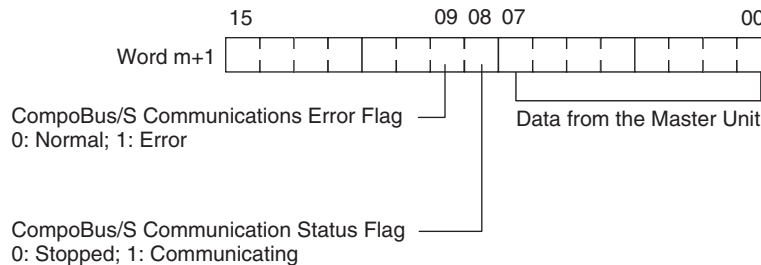 15 09 08 07 00
Word m+1
CompoBus/S Communications Error Flag
0: Normal; 1: Error
Data from the Master Unit
CompoBus/S Communication Status Flag
0: Stopped; 1: Communicating